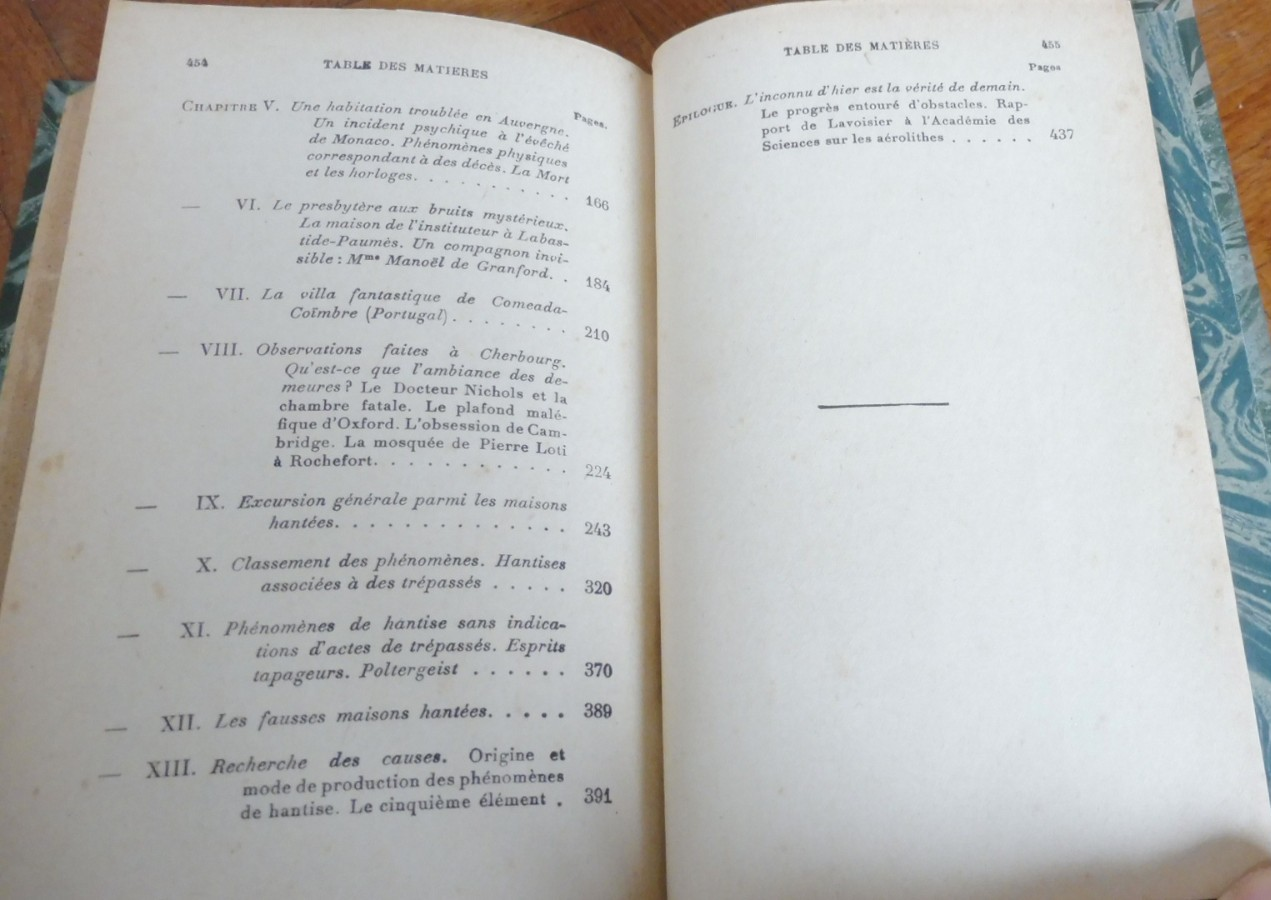 454 TABLE DES MATIERES
Pages.
CHAPITRE V. Une habitation troublée en Auvergne.
Un incident psychique à l'évêché
de Monaco. Phénomènes physiques
correspondant à des décès. La Mort
et les horloges. . . . . . . . . . . 166
— VI. Le presbytère aux bruits mystérieux.
La maison de l'instituteur à Labas-
tide-Paumès. Un compagnon invi-
sible : Mme Manoël de Granford. . 184
— VII. La villa fantastique de Comeada-
Coïmbre (Portugal) . . . . . . . . 210
— VIII. Observations faites à Cherbourg.
Qu'est-ce que l'ambiance des de-
meures ? Le Docteur Nichols et la
chambre fatale. Le plafond malé-
fique d'Oxford. L'obsession de Cam-
bridge. La mosquée de Pierre Loti
à Rochefort. . . . . . . . . . . . 224
— IX. Excursion générale parmi les maisons
hantées. . . . . . . . . . . . . . 243
— X. Classement des phénomènes. Hantises
associées à des trépassés . . . . . 320
— XI. Phénomènes de hantise sans indica-
tions d'actes de trépassés. Esprits
tapageurs. Poltergeist . . . . . . 370
— XII. Les fausses maisons hantées. . . . . 389
— XIII. Recherche des causes. Origine et
mode de production des phénomènes
de hantise. Le cinquième élément . 391
TABLE DES MATIÈRES 455
Pages
EPILOGUE. L'inconnu d'hier est la vérité de demain.
Le progrès entouré d'obstacles. Rap-
port de Lavoisier à l'Académie des
Sciences sur les aérolithes . . . . . . 437